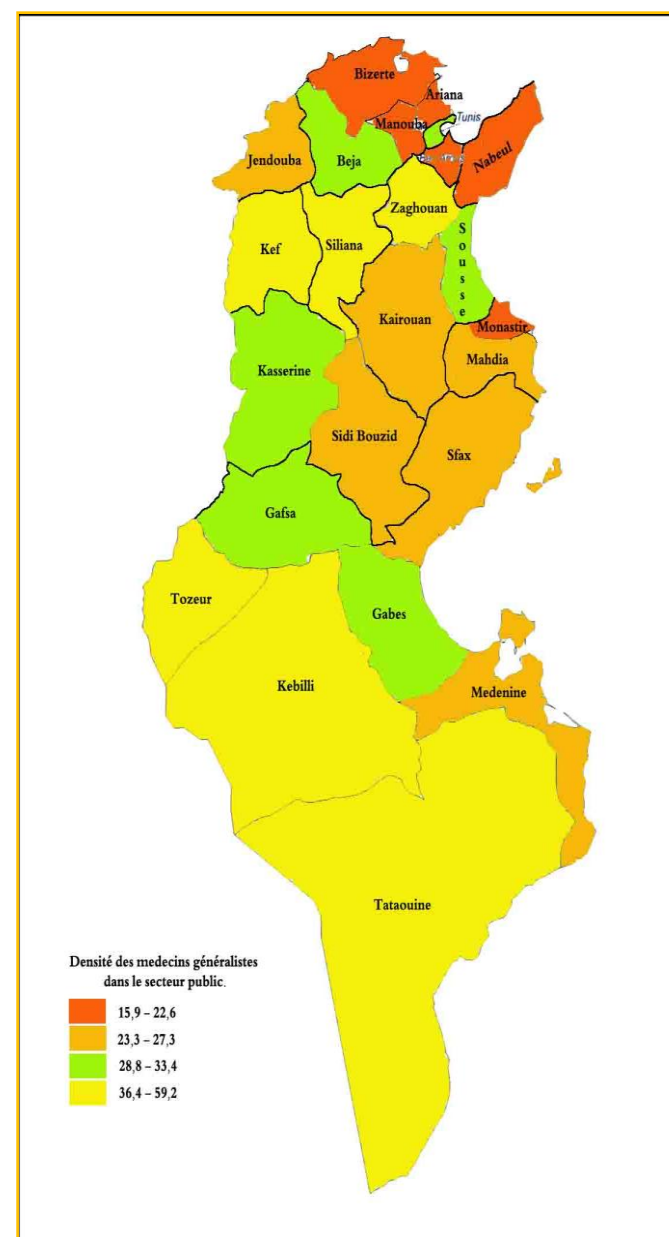 Bizerte
Ariana
Tunis
Manouba
Nabeul
Jendouba
Beja
Zaghouan
Sousse
Kef
Siliana
Kairouan
Monastir
Mahdia
Kasserine
Sidi Bouzid
Sfax
Gafsa
Tozeur
Gabes
Kebilli
Medenine
Tataouine
Densité des medecins généralistes
dans le secteur public.
15,9 – 22,6
23,3 – 27,3
28,8 – 33,4
36,4 – 59,2